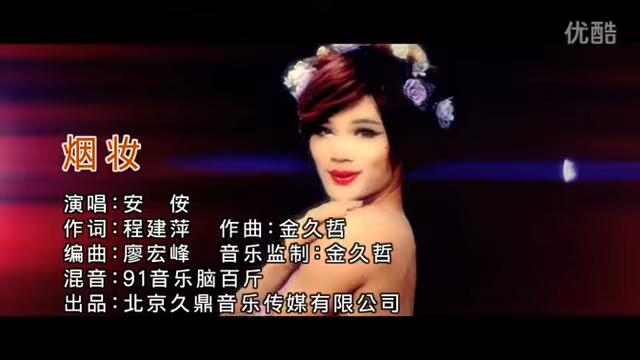 优酷
烟妆
演唱：安 侒
作词：程建萍 作曲：金久哲
编曲：廖宏峰 音乐监制：金久哲
混音：91音乐脑百斤
出品：北京久鼎音乐传媒有限公司